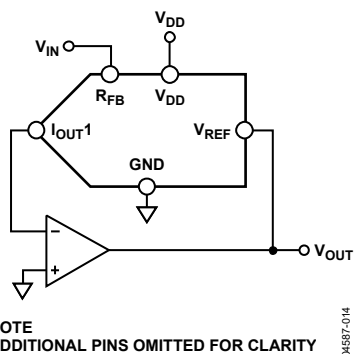 VDD
VIN
RFB
VDD
IOUT1
VREF
GND
−
+
VOUT
OTE
DDITIONAL PINS OMITTED FOR CLARITY
04587-014